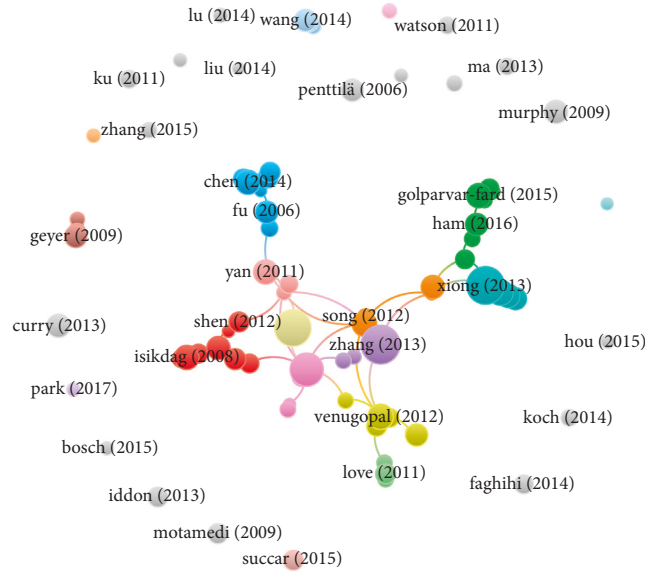 lu (2014)
wang (2014)
watson (2011)
liu (2014)
ma (2013)
ku (2011)
penttilä (2006)
murphy (2009)
zhang (2015)
chen (2014)
golparvar-fard (2015)
fu (2006)
ham (2016)
geyer (2009)
yan (2011)
xiong (2013)
song (2012)
shen (2012)
curry (2013)
zhang (2013)
hou (2015)
isikdag (2008)
park (2017)
venugopal (2012)
koch (2014)
bosch (2015)
love (2011)
faghihi (2014)
iddon (2013)
motamedi (2009)
succar (2015)